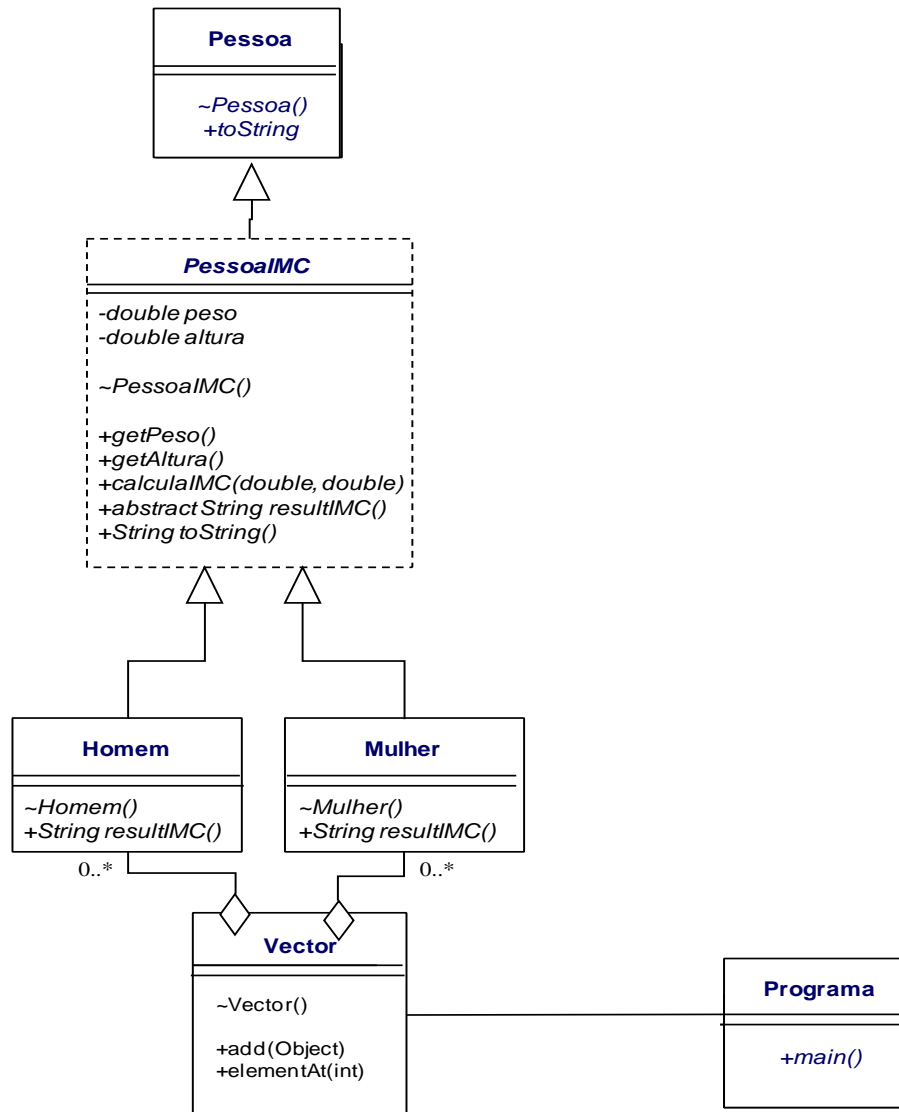 Pessoa
~Pessoa()
+toString
PessoaIMC
-double peso
-double altura
~PessoaIMC()
+getPeso()
+getAltura()
+calculaIMC(double, double)
+abstract String resultIMC()
+String toString()
Homem
~Homem()
+String resultIMC()
Mulher
~Mulher()
+String resultIMC()
0..*
0..*
Vector
~Vector()
+add(Object)
+elementAt(int)
Programa
+main()